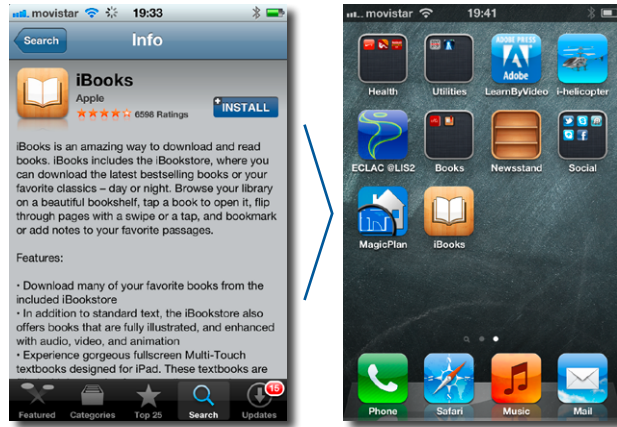 movistar 19:33
Search Info
iBooks
Apple
6598 Ratings
INSTALL
iBooks is an amazing way to download and read
books. iBooks includes the iBookstore, where you
can download the latest bestselling books or your
favorite classics – day or night. Browse your library
on a beautiful bookshelf, tap a book to open it, flip
through pages with a swipe or a tap, and bookmark
or add notes to your favorite passages.
Features:
• Download many of your favorite books from the
included iBookstore
• In addition to standard text, the iBookstore also
offers books that are fully illustrated, and enhanced
with audio, video, and animation
• Experience gorgeous fullscreen Multi-Touch
textbooks designed for iPad. These textbooks are
15
Featured Categories Top 25 Search Updates
movistar 19:41
ADOBE PRESS
Adobe
Health Utilities LearnByVideo i-helicopter
ECLAC @LIS2 Books Newsstand Social
MagicPlan iBooks
Phone Safari Music Mail